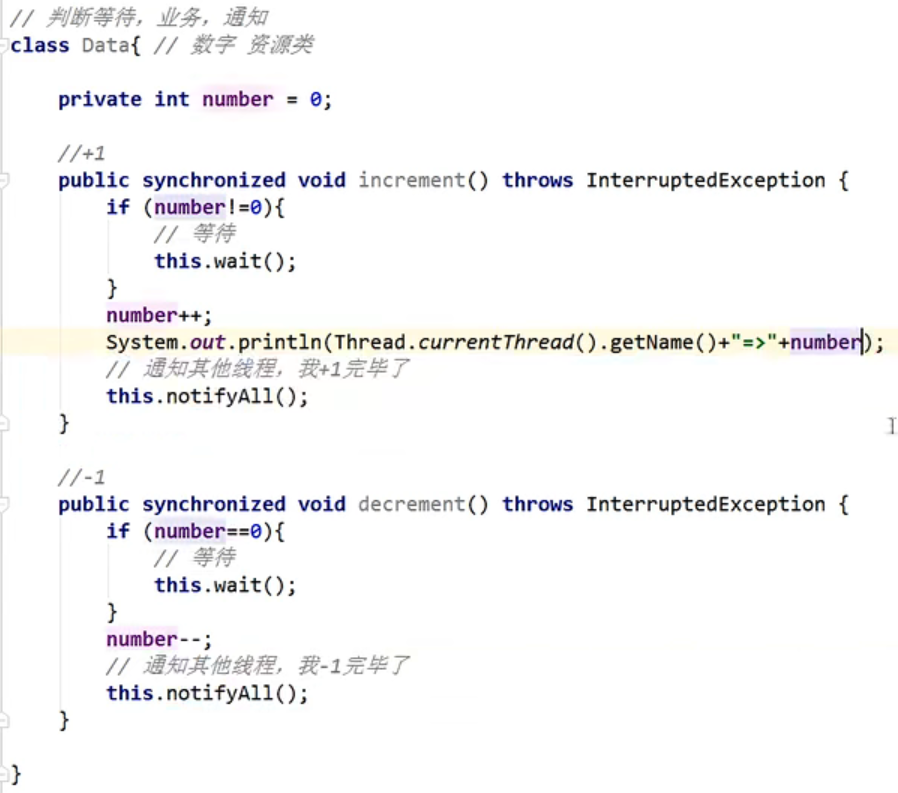 // 判断等待，业务，通知
class Data{ // 数字 资源类
private int number = 0;
//+1
public synchronized void increment() throws InterruptedException {
if (number!=0){
// 等待
this.wait();
}
number++;
System.out.println(Thread.currentThread().getName()+"=>"+number);
// 通知其他线程，我+1完毕了
this.notifyAll();
}
//-1
public synchronized void decrement() throws InterruptedException {
if (number==0){
// 等待
this.wait();
}
number--;
// 通知其他线程，我-1完毕了
this.notifyAll();
}
}